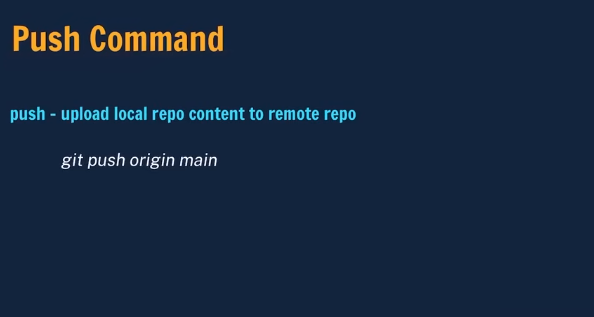 Push Command
push - upload local repo content to remote repo
git push origin main